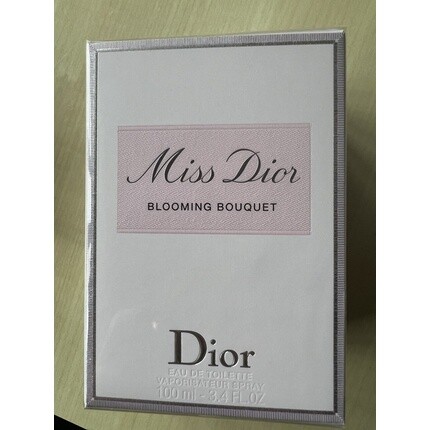 Miss Dior
BLOOMING BOUQUET
Dior
EAU DE TOILETTE
VAPORISATEUR SPRAY
100 ml - 3.4 FL.OZ